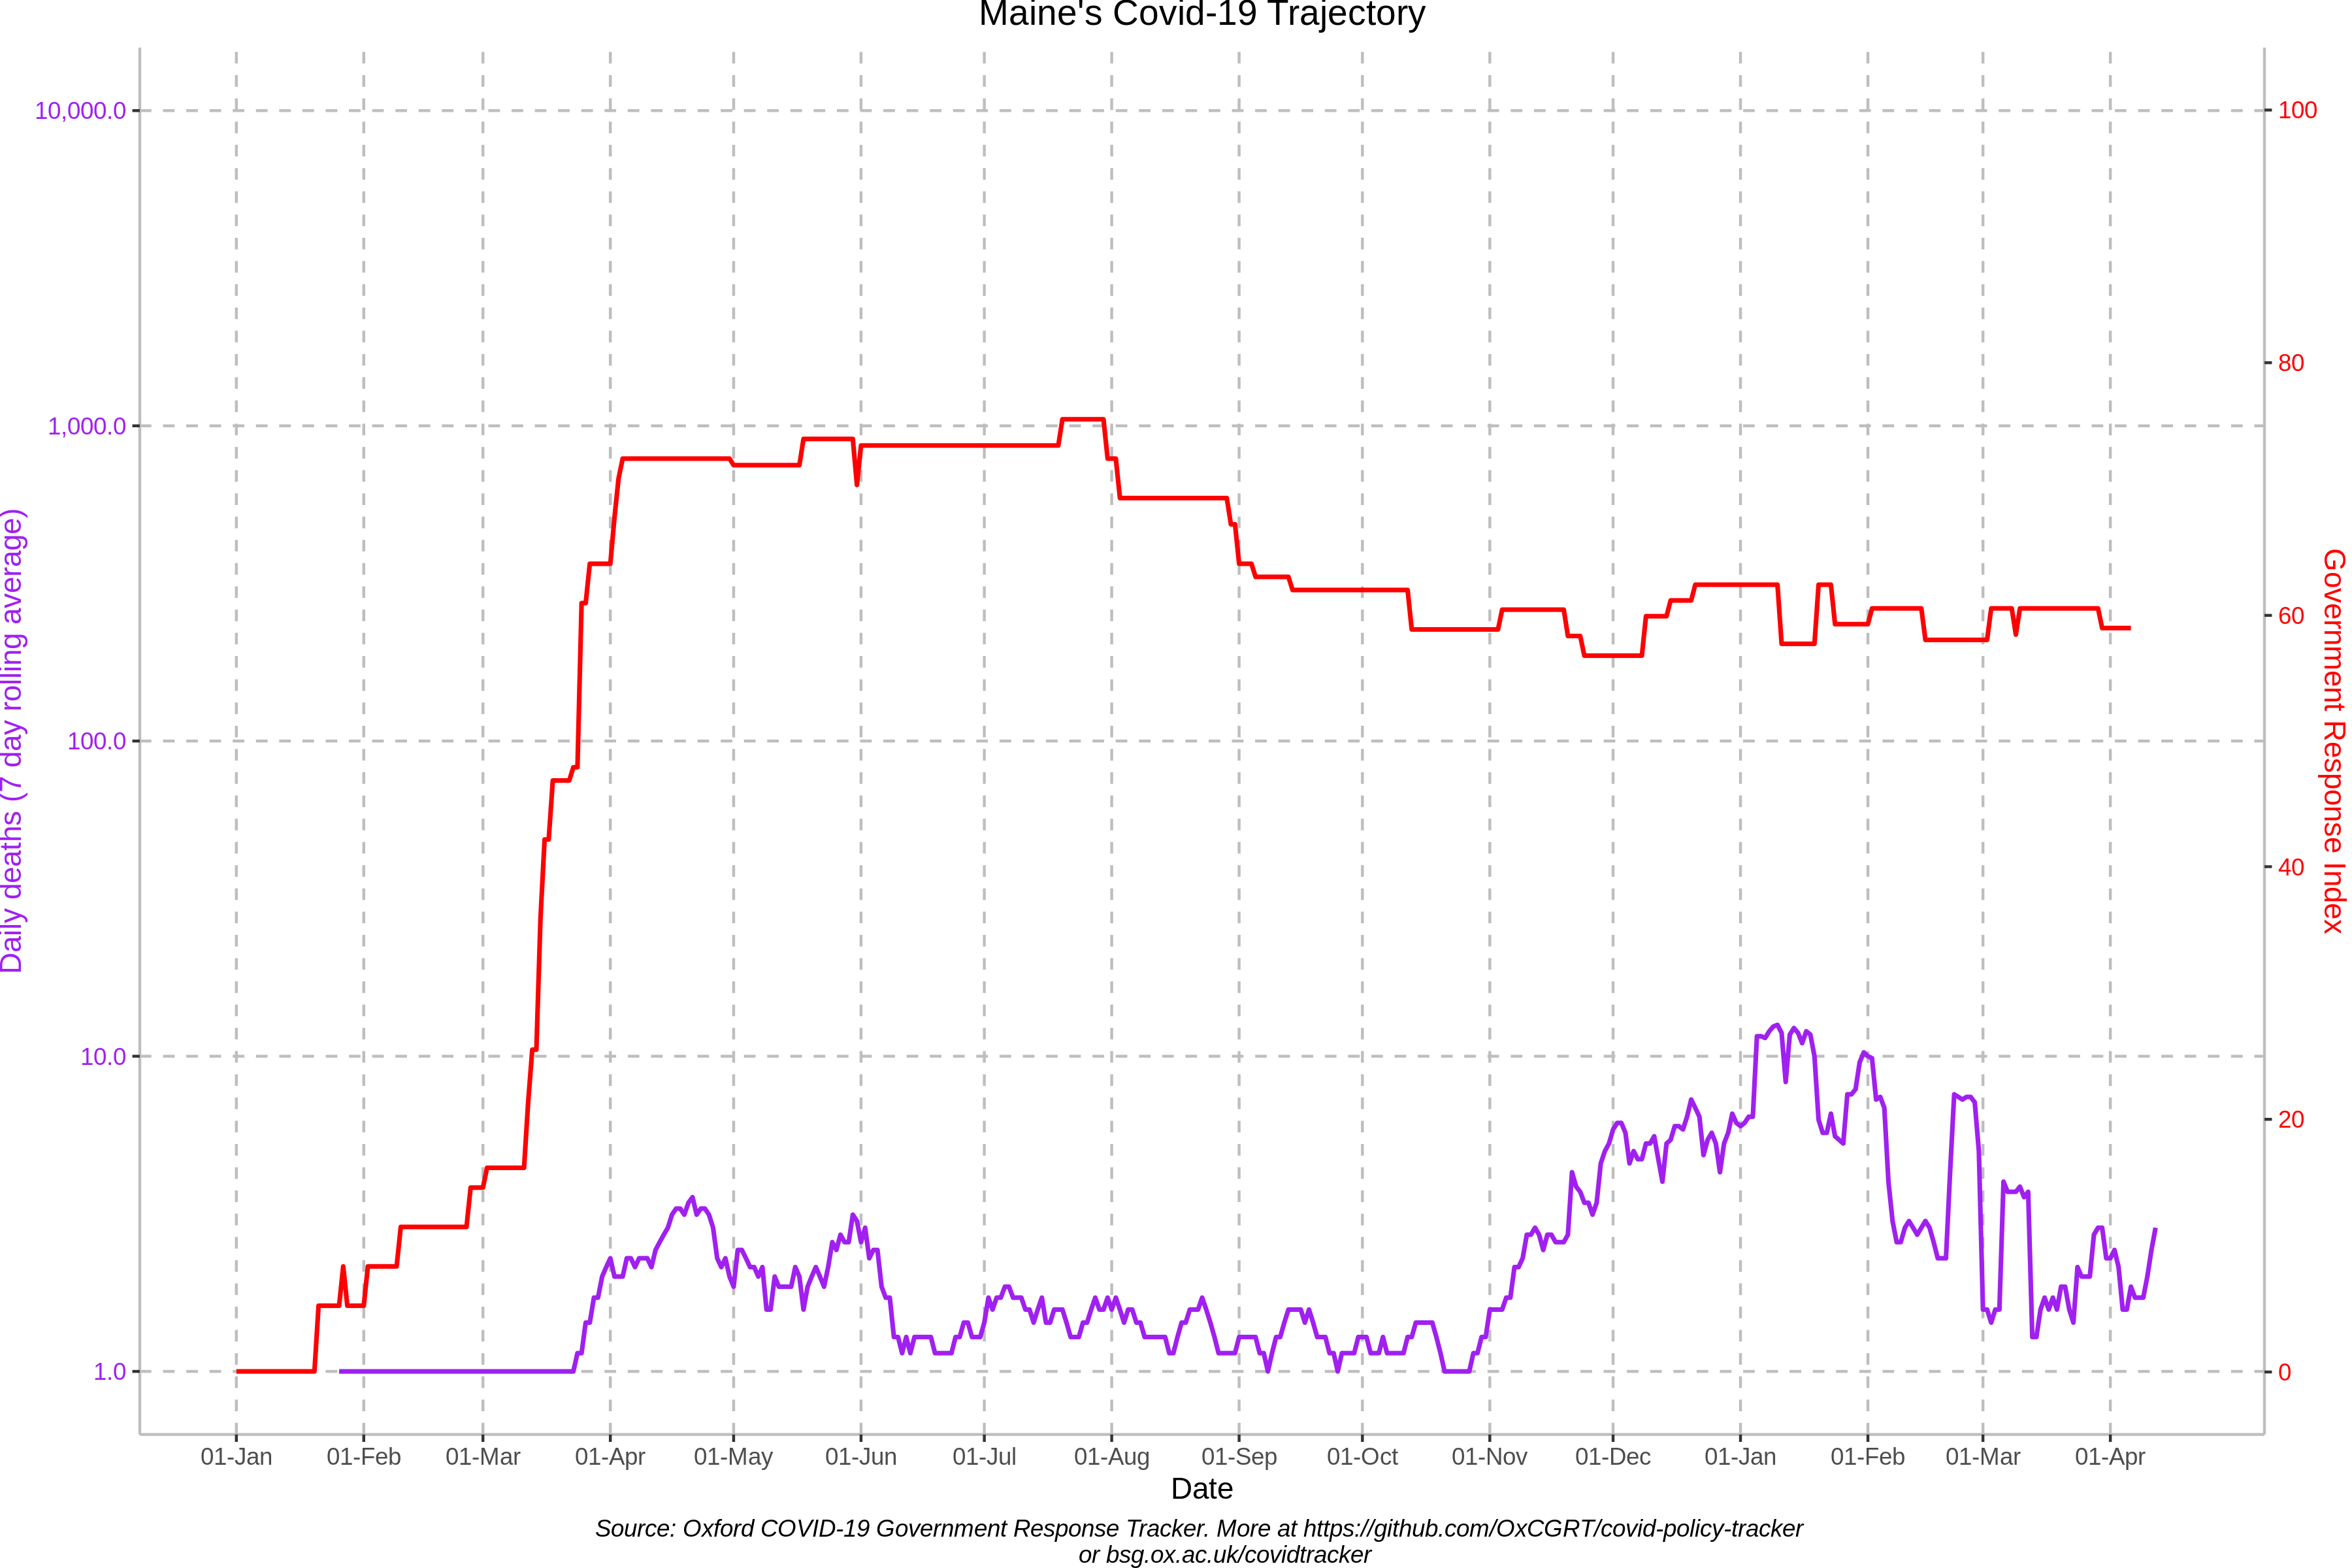 Maine's Covid-19 Trajectory
10,000.0
1,000.0
100.0
10.0
1.0
Daily deaths (7 day rolling average)
100
80
60
40
20
0
Government Response Index
01-Jan 01-Feb 01-Mar 01-Apr 01-May 01-Jun 01-Jul 01-Aug 01-Sep 01-Oct 01-Nov 01-Dec 01-Jan 01-Feb 01-Mar 01-Apr
Date
Source: Oxford COVID-19 Government Response Tracker. More at https://github.com/OxCGRT/covid-policy-tracker
or bsg.ox.ac.uk/covidtracker